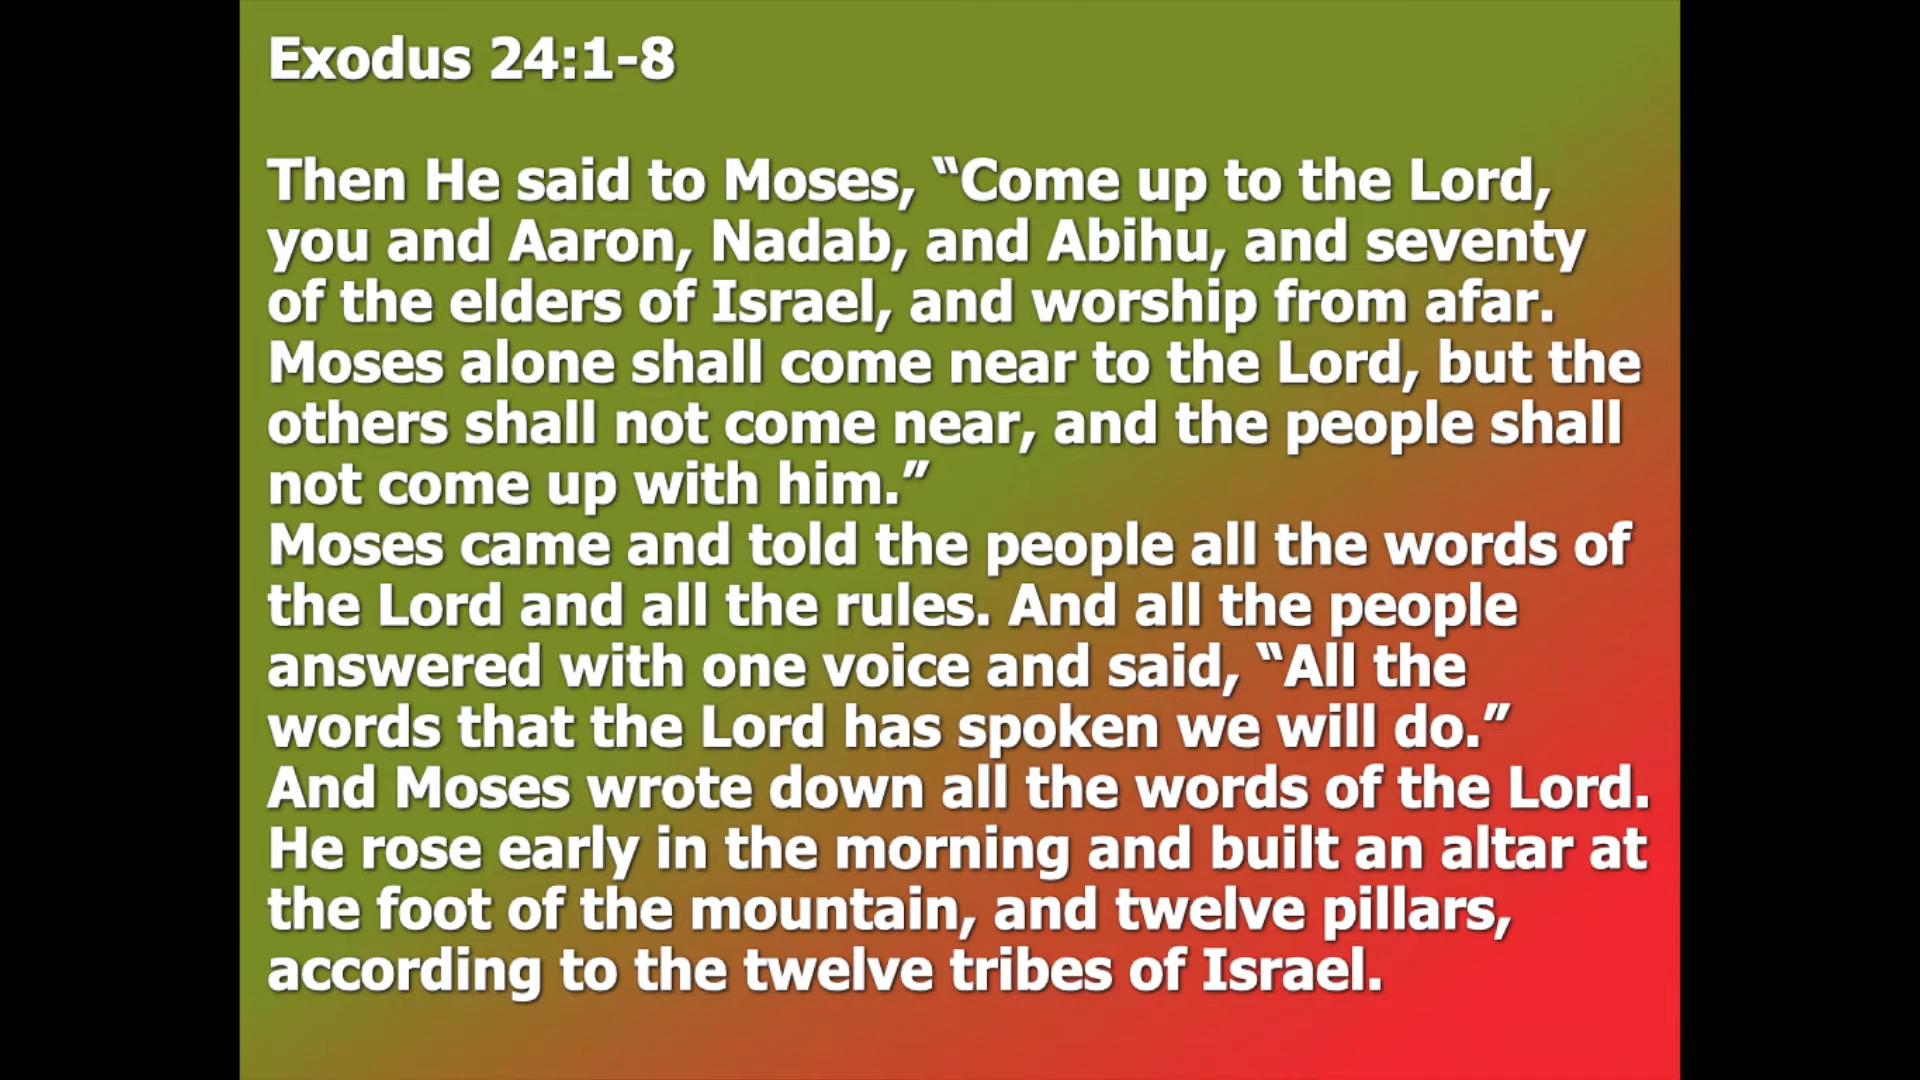 Exodus 24:1-8
Then He said to Moses, “Come up to the Lord,
you and Aaron, Nadab, and Abihu, and seventy
of the elders of Israel, and worship from afar.
Moses alone shall come near to the Lord, but the
others shall not come near, and the people shall
not come up with him.”
Moses came and told the people all the words of
the Lord and all the rules. And all the people
answered with one voice and said, “All the
words that the Lord has spoken we will do.”
And Moses wrote down all the words of the Lord.
He rose early in the morning and built an altar at
the foot of the mountain, and twelve pillars,
according to the twelve tribes of Israel.